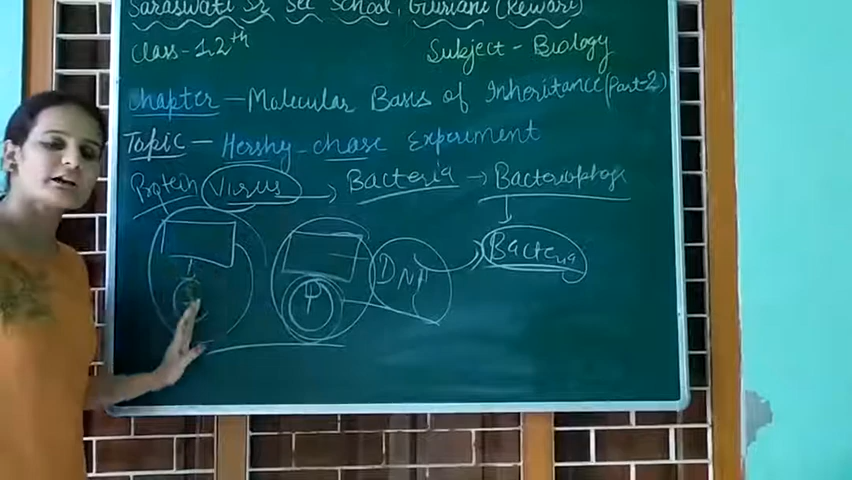 Saraswati Sr Sec School, Guriani (Rewari)
Class-12th Subject - Biology
Chapter - Molecular Basis of Inheritance (Part-2)
Topic - Hershy-chase Experiment
Protein Virus → Bacteria → Bacteriophage
DNA Bacteria
P